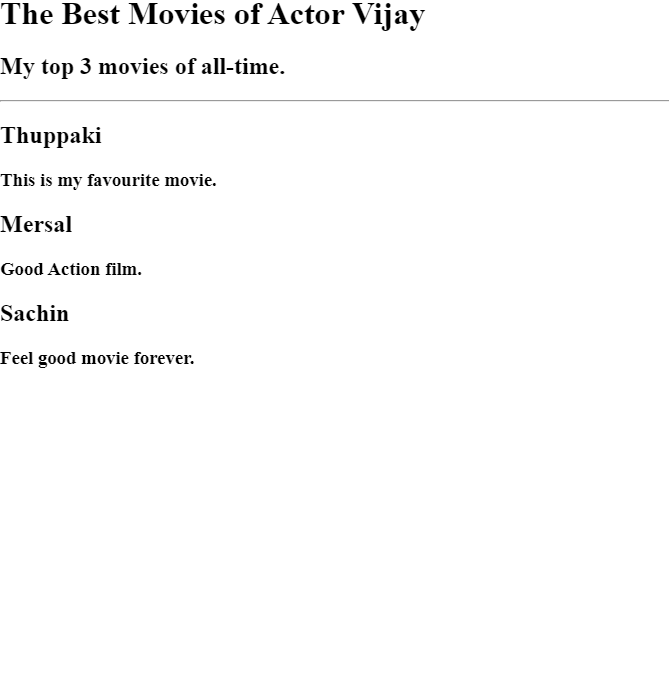 The Best Movies of Actor Vijay
My top 3 movies of all-time.
Thuppaki
This is my favourite movie.
Mersal
Good Action film.
Sachin
Feel good movie forever.